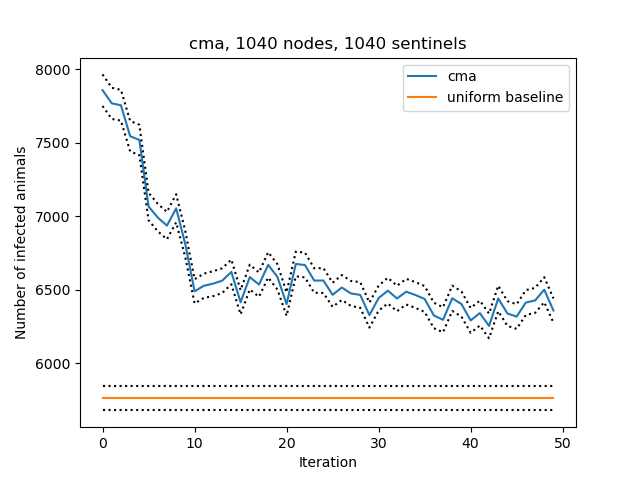 cma, 1040 nodes, 1040 sentinels
cma
uniform baseline
Number of infected animals
8000
7500
7000
6500
6000
0 10 20 30 40 50
Iteration